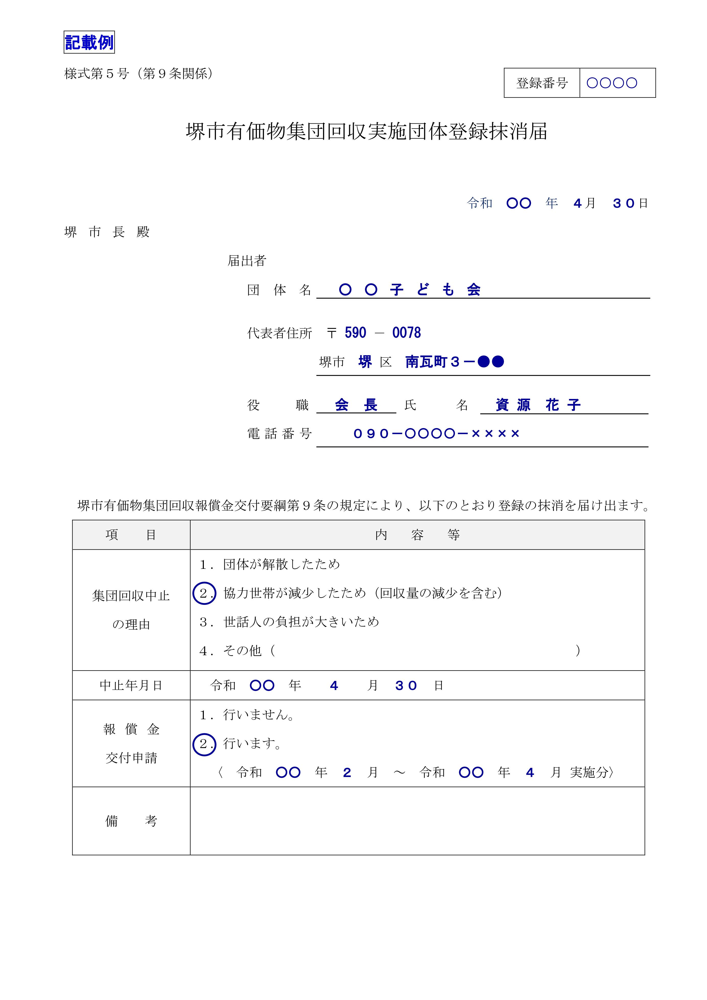 記載例
様式第５号（第９条関係）
登録番号 ○○○○
堺市有価物集団回収実施団体登録抹消届
令和　○○　年　４月　３０日
堺　市　長　殿
届出者
団　体　名　○　○　子　ど　も　会
代表者住所　〒 590 － 0078
堺市　堺　区　南瓦町３－●●
役　職　会　長　氏　名　資　源　花　子
電 話 番 号　０９０－○○○○－××××
堺市有価物集団回収報償金交付要綱第９条の規定により、以下のとおり登録の抹消を届け出ます。
項　目　内　容　等
集団回収中止
の理由
１．団体が解散したため
２．協力世帯が減少したため（回収量の減少を含む）
３．世話人の負担が大きいため
４．その他（　　　　　　　　　　　　　　　　）
中止年月日　令和　○○　年　４　月　３０　日
報　償　金
交付申請
１．行いません。
２．行います。
〈　令和　○○　年　２　月　～　令和　○○　年　４　月　実施分〉
備　考